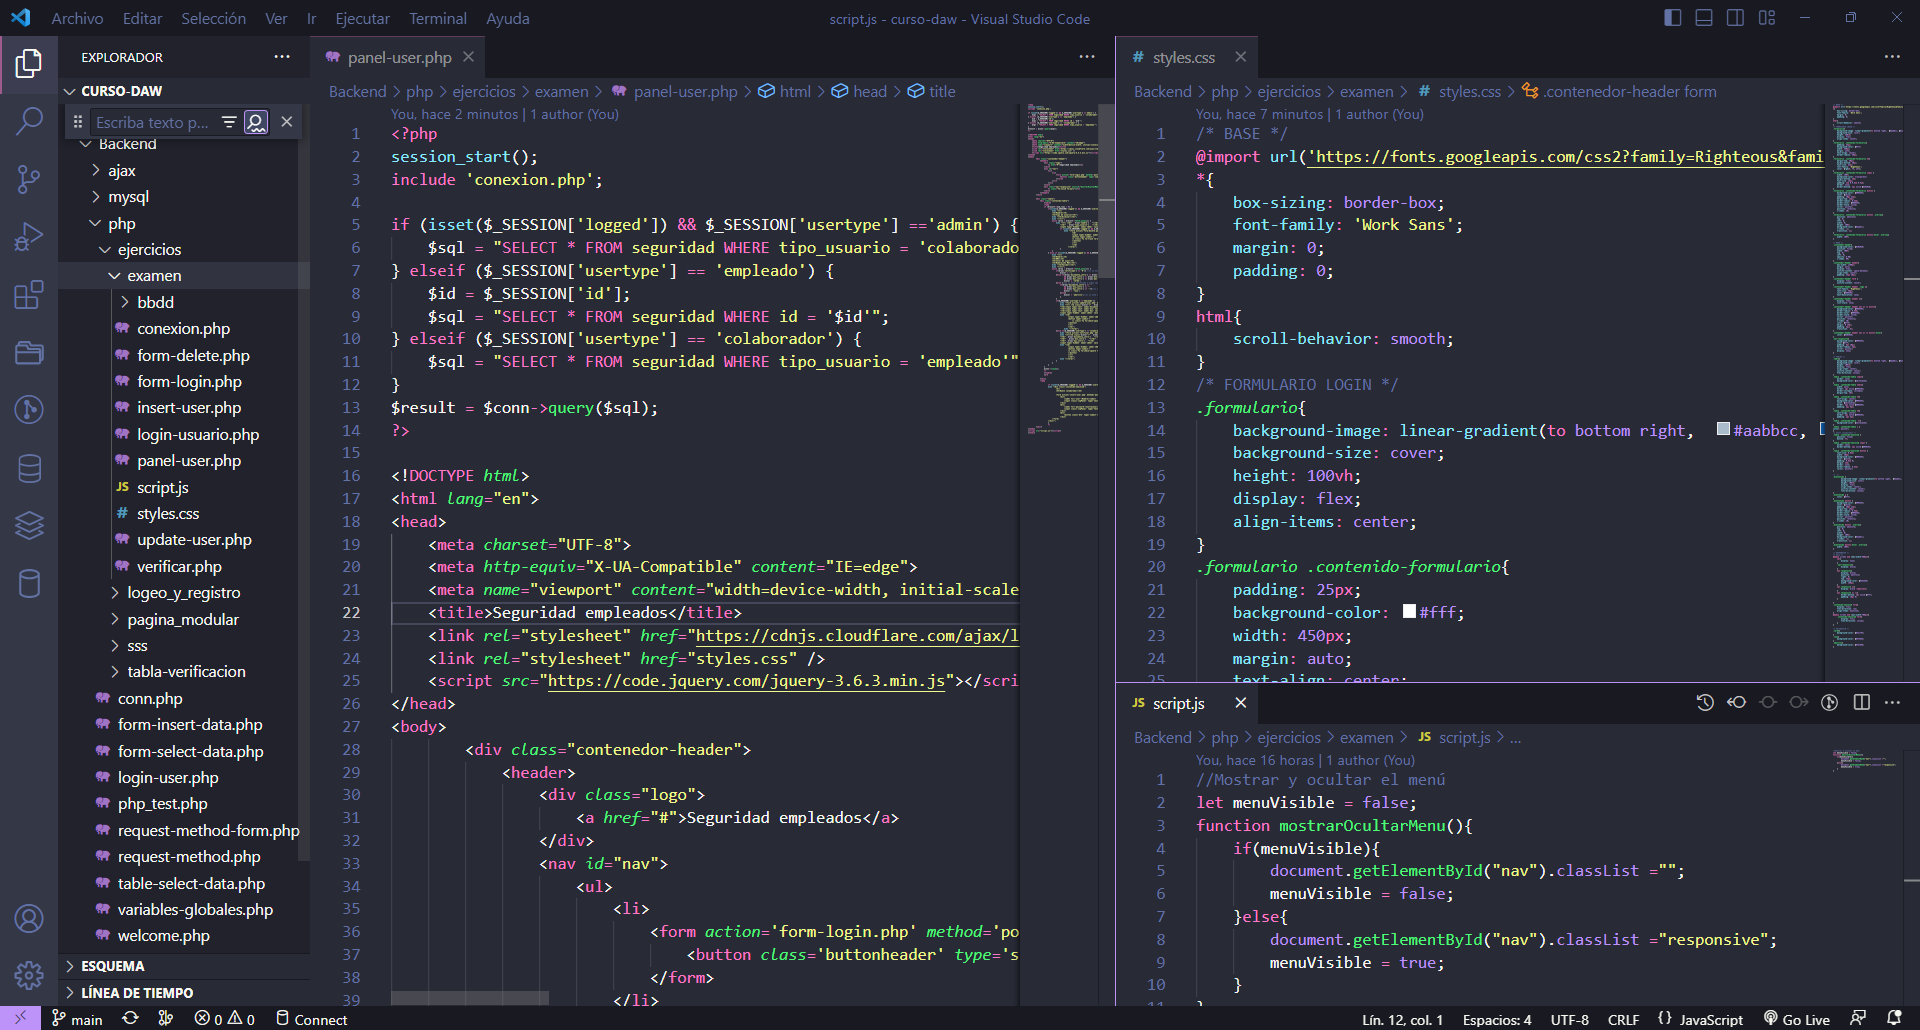 Archivo Editar Selección Ver Ir Ejecutar Terminal Ayuda
script.js - curso-daw - Visual Studio Code
EXPLORADOR
CURSO-DAW
Escriba texto p...
Backend
ajax
mysql
php
ejercicios
examen
bbdd
conexion.php
form-delete.php
form-login.php
insert-user.php
login-usuario.php
panel-user.php
JS script.js
# styles.css
update-user.php
verificar.php
logeo_y_registro
pagina_modular
sss
tabla-verificacion
conn.php
form-insert-data.php
form-select-data.php
login-user.php
php_test.php
request-method-form.php
request-method.php
table-select-data.php
variables-globales.php
welcome.php
ESQUEMA
LÍNEA DE TIEMPO
panel-user.php
Backend > php > ejercicios > examen > panel-user.php > html > head > title
You, hace 2 minutos | 1 author (You)
1 <?php
2 session_start();
3 include 'conexion.php';
4
5 if (isset($_SESSION['logged']) && $_SESSION['usertype'] =='admin') {
6 $sql = "SELECT * FROM seguridad WHERE tipo_usuario = 'colaborado
7 } elseif ($_SESSION['usertype'] == 'empleado') {
8 $id = $_SESSION['id'];
9 $sql = "SELECT * FROM seguridad WHERE id = '$id'";
10 } elseif ($_SESSION['usertype'] == 'colaborador') {
11 $sql = "SELECT * FROM seguridad WHERE tipo_usuario = 'empleado'"
12 }
13 $result = $conn->query($sql);
14 ?>
15
16 <!DOCTYPE html>
17 <html lang="en">
18 <head>
19 <meta charset="UTF-8">
20 <meta http-equiv="X-UA-Compatible" content="IE=edge">
21 <meta name="viewport" content="width=device-width, initial-scale
22 <title>Seguridad empleados</title>
23 <link rel="stylesheet" href="https://cdnjs.cloudflare.com/ajax/l
24 <link rel="stylesheet" href="styles.css" />
25 <script src="https://code.jquery.com/jquery-3.6.3.min.js"></scri
26 </head>
27 <body>
28 <div class="contenedor-header">
29 <header>
30 <div class="logo">
31 <a href="#">Seguridad empleados</a>
32 </div>
33 <nav id="nav">
34 <ul>
35 <li>
36 <form action='form-login.php' method='po
37 <button class='buttonheader' type='s
38 </form>
39 </li>
# styles.css
Backend > php > ejercicios > examen > # styles.css > .contenedor-header form
You, hace 7 minutos | 1 author (You)
1 /* BASE */
2 @import url('https://fonts.googleapis.com/css2?family=Righteous&fami
3 *{
4 box-sizing: border-box;
5 font-family: 'Work Sans';
6 margin: 0;
7 padding: 0;
8 }
9 html{
10 scroll-behavior: smooth;
11 }
12 /* FORMULARIO LOGIN */
13 .formulario{
14 background-image: linear-gradient(to bottom right, #aabbcc,
15 background-size: cover;
16 height: 100vh;
17 display: flex;
18 align-items: center;
19 }
20 .formulario .contenido-formulario{
21 padding: 25px;
22 background-color: #fff;
23 width: 450px;
24 margin: auto;
25 text-align: center;
JS script.js
Backend > php > ejercicios > examen > JS script.js > ...
You, hace 16 horas | 1 author (You)
1 //Mostrar y ocultar el menú
2 let menuVisible = false;
3 function mostrarOcultarMenu(){
4 if(menuVisible){
5 document.getElementById("nav").classList ="";
6 menuVisible = false;
7 }else{
8 document.getElementById("nav").classList ="responsive";
9 menuVisible = true;
10 }
11 }
main 0 0 Connect
Lín. 12, col. 1 Espacios: 4 UTF-8 CRLF {} JavaScript Go Live